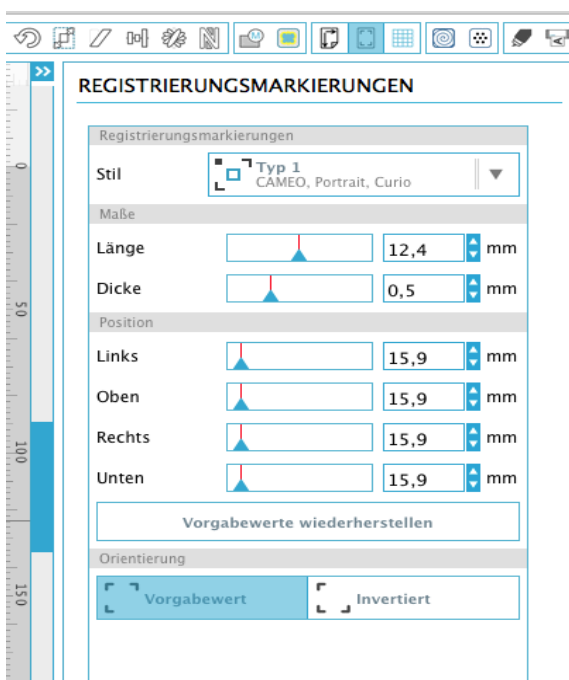 REGISTRIERUNGSMARKIERUNGEN
Registrierungsmarkierungen
Stil Typ 1
CAMEO, Portrait, Curio
Maße
Länge 12,4 mm
Dicke 0,5 mm
Position
Links 15,9 mm
Oben 15,9 mm
Rechts 15,9 mm
Unten 15,9 mm
Vorgabewerte wiederherstellen
Orientierung
Vorgabewert Invertiert
0
50
100
150